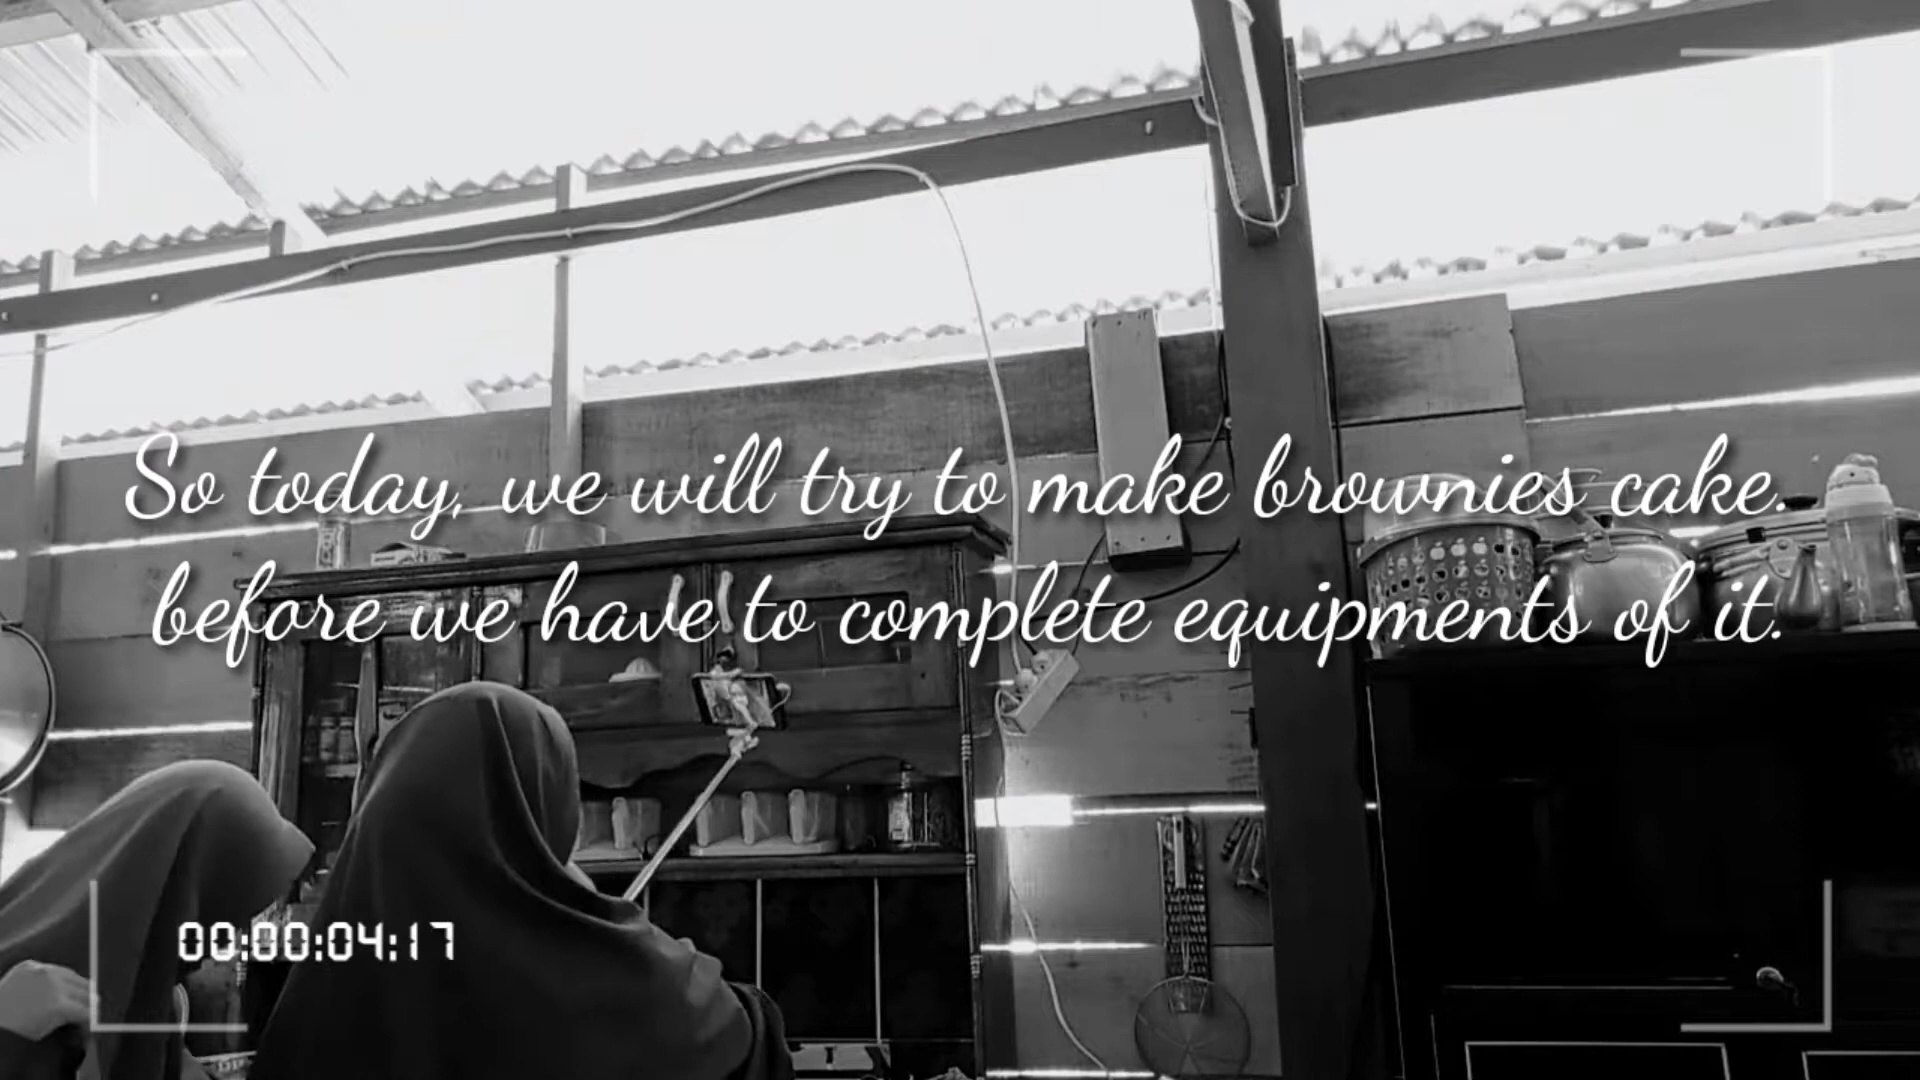 So today, we will try to make brownies cake.
before we have to complete equipments of it.
00:00:04:17